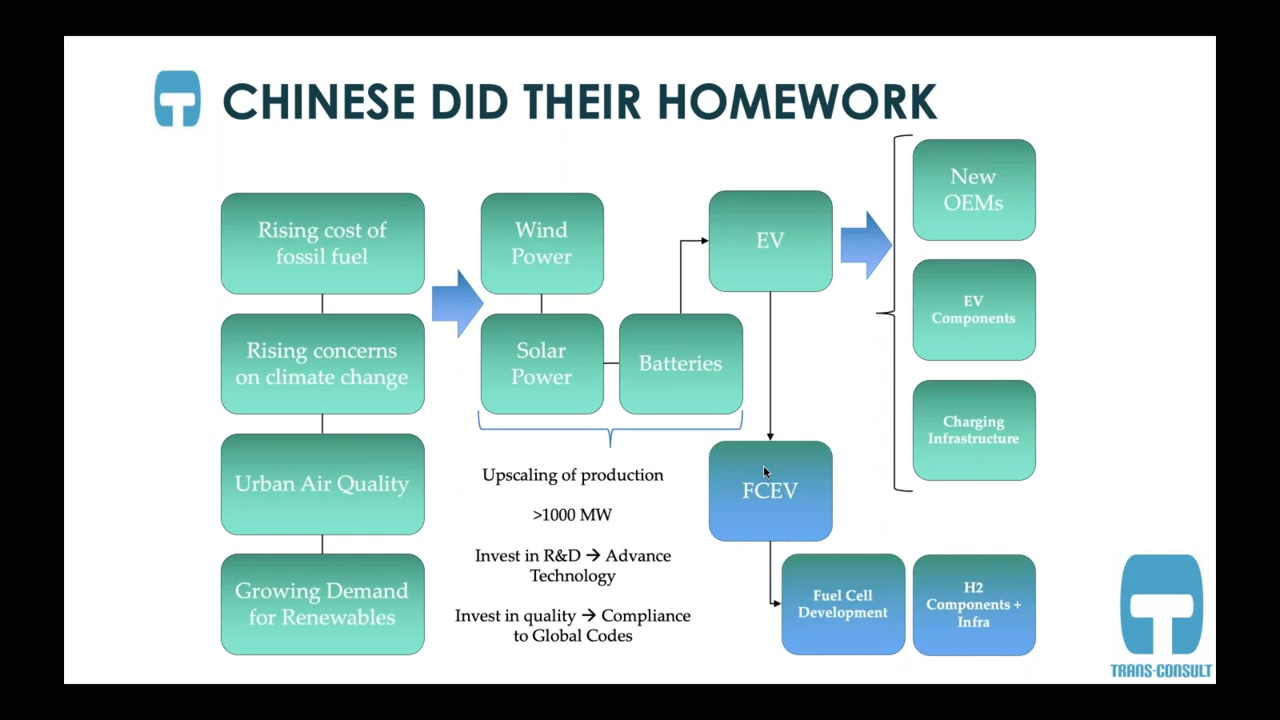 CHINESE DID THEIR HOMEWORK
Rising cost of
fossil fuel
Rising concerns
on climate change
Urban Air Quality
Growing Demand
for Renewables
Wind
Power
Solar
Power
Batteries
Upscaling of production
>1000 MW
Invest in R&D → Advance
Technology
Invest in quality → Compliance
to Global Codes
EV
FCEV
Fuel Cell
Development
H2
Components +
Infra
New
OEMs
EV
Components
Charging
Infrastructure
TRANS-CONSULT